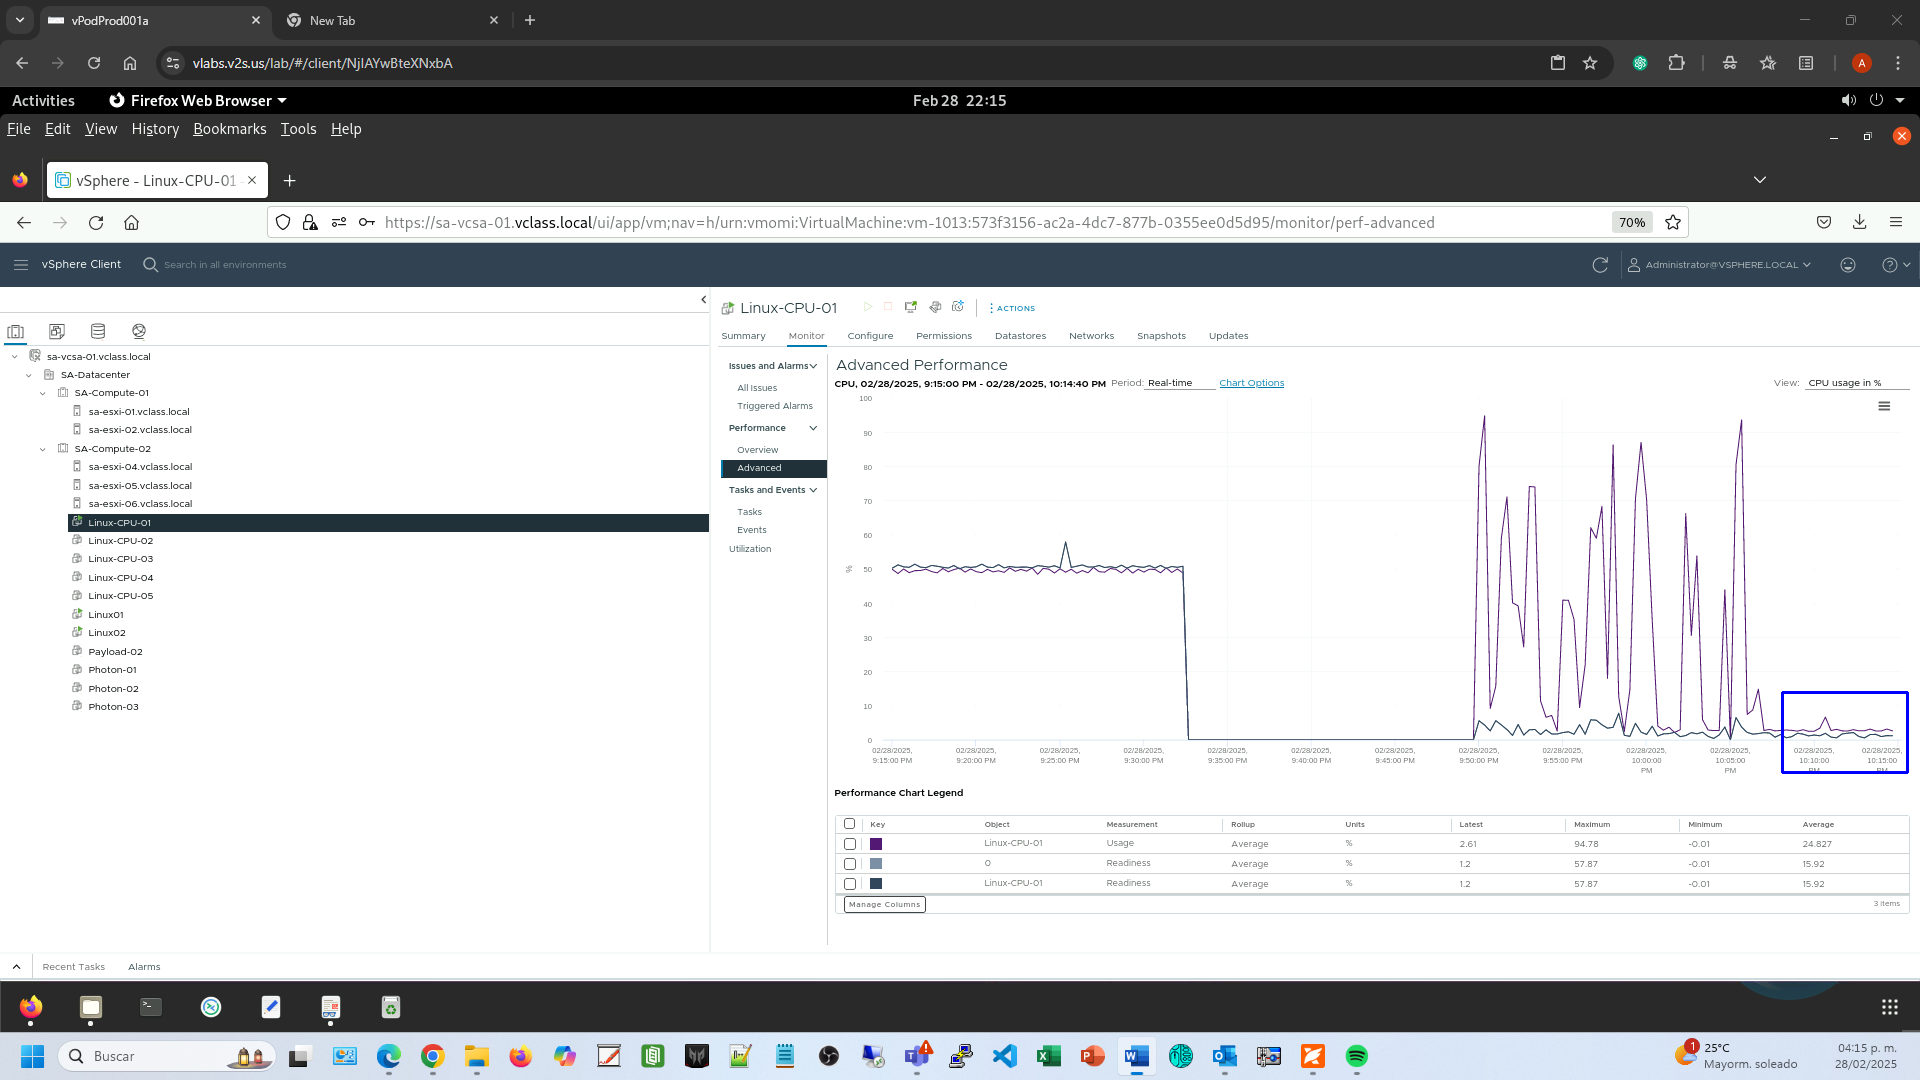 vPodProd001a
New Tab
vlabs.v2s.us/lab/#/client/NjIAYwBteXNxbA
A
Activities
Firefox Web Browser
Feb 28 22:15
File Edit View History Bookmarks Tools Help
vSphere - Linux-CPU-01 -
https://sa-vcsa-01.vclass.local/ui/app/vm;nav=h/urn:vmomi:VirtualMachine:vm-1013:573f3156-ac2a-4dc7-877b-0355ee0d5d95/monitor/perf-advanced
70%
vSphere Client
Search in all environments
Administrator@VSPHERE.LOCAL
sa-vcsa-01.vclass.local
SA-Datacenter
SA-Compute-01
sa-esxi-01.vclass.local
sa-esxi-02.vclass.local
SA-Compute-02
sa-esxi-04.vclass.local
sa-esxi-05.vclass.local
sa-esxi-06.vclass.local
Linux-CPU-01
Linux-CPU-02
Linux-CPU-03
Linux-CPU-04
Linux-CPU-05
Linux01
Linux02
Payload-02
Photon-01
Photon-02
Photon-03
Linux-CPU-01
ACTIONS
Summary Monitor Configure Permissions Datastores Networks Snapshots Updates
Issues and Alarms
All Issues
Triggered Alarms
Performance
Overview
Advanced
Tasks and Events
Tasks
Events
Utilization
Advanced Performance
CPU, 02/28/2025, 9:15:00 PM - 02/28/2025, 10:14:40 PM Period: Real-time Chart Options
View: CPU usage in %
100
90
80
70
60
50
40
30
20
10
0
%
02/28/2025, 9:15:00 PM
02/28/2025, 9:20:00 PM
02/28/2025, 9:25:00 PM
02/28/2025, 9:30:00 PM
02/28/2025, 9:35:00 PM
02/28/2025, 9:40:00 PM
02/28/2025, 9:45:00 PM
02/28/2025, 9:50:00 PM
02/28/2025, 9:55:00 PM
02/28/2025, 10:00:00 PM
02/28/2025, 10:05:00 PM
02/28/2025, 10:10:00 PM
02/28/2025, 10:15:00 PM
Performance Chart Legend
Key Object Measurement Rollup Units Latest Maximum Minimum Average
Linux-CPU-01 Usage Average % 2.61 94.78 -0.01 24.827
0 Readiness Average % 1.2 57.87 -0.01 15.92
Linux-CPU-01 Readiness Average % 1.2 57.87 -0.01 15.92
Manage Columns
3 items
Recent Tasks Alarms
Buscar
1
25°C
Mayorm. soleado
04:15 p. m.
28/02/2025